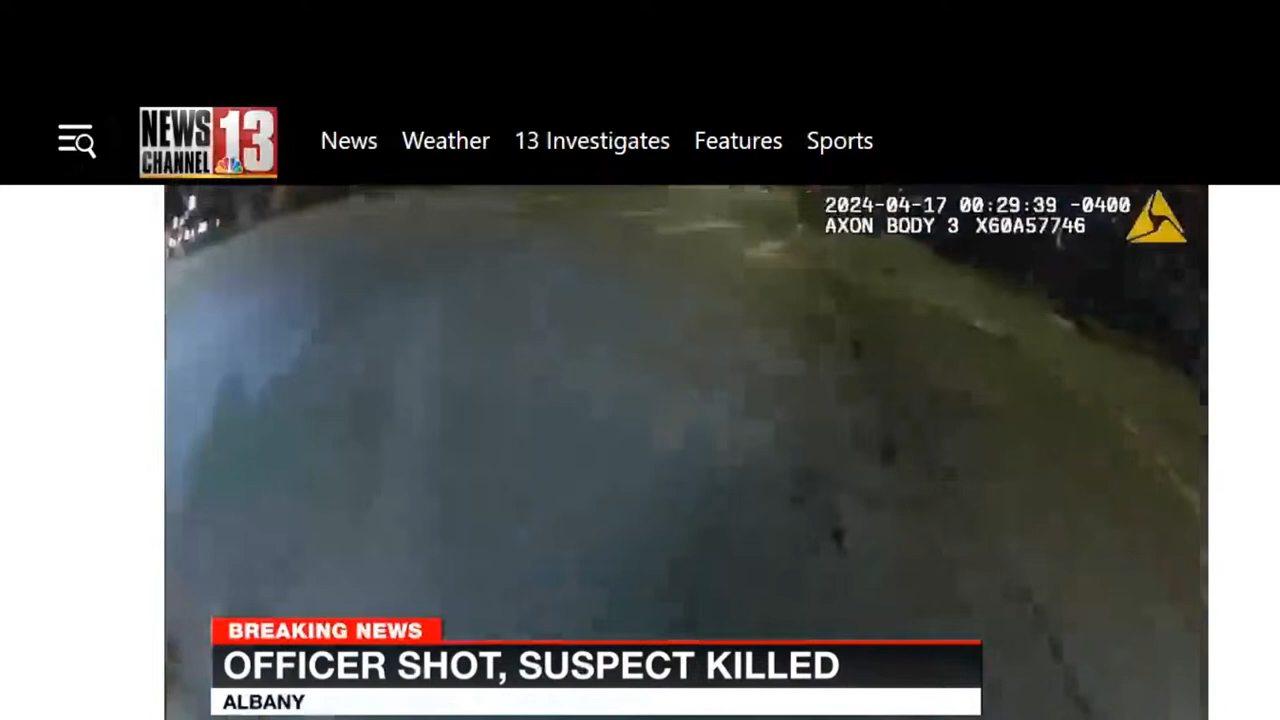 NEWS
CHANNEL
13
News Weather 13 Investigates Features Sports
2024-04-17 00:29:39 -0400
AXON BODY 3 X60A57746
BREAKING NEWS
OFFICER SHOT, SUSPECT KILLED
ALBANY